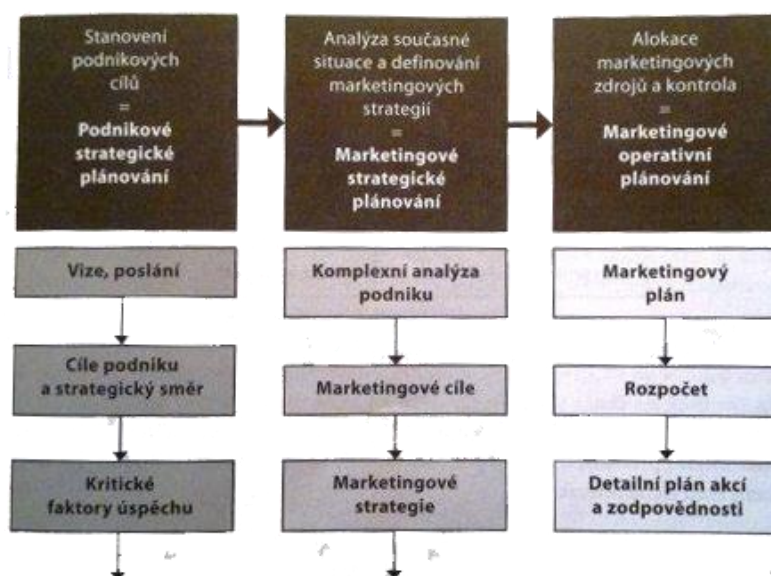 Stanovení
podnikových
cílů
=
Podnikové
strategické
plánování
Analýza současné
situace a definování
marketingových
strategií
=
Marketingové
strategické
plánování
Alokace
marketingových
zdrojů a kontrola
=
Marketingové
operativní
plánování
Vize, poslání
Cíle podniku
a strategický směr
Kritické
faktory úspěchu
Komplexní analýza
podniku
Marketingové cíle
Marketingové
strategie
Marketingový
plán
Rozpočet
Detailní plán akcí
a zodpovědnosti